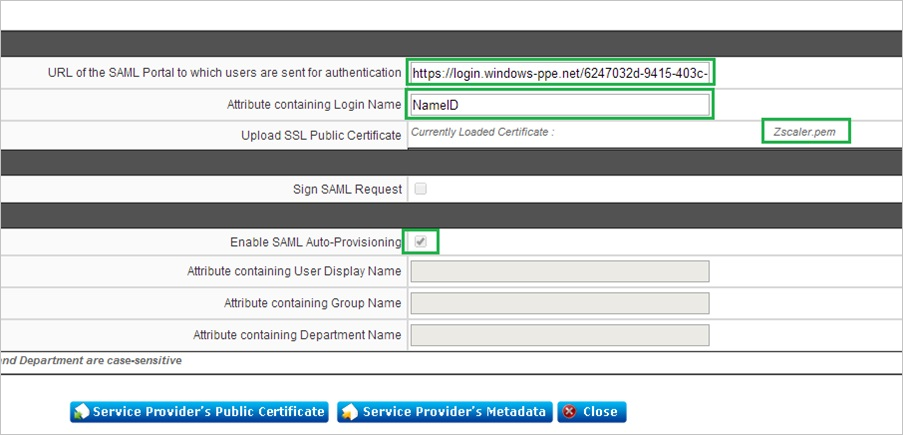 URL of the SAML Portal to which users are sent for authentication https://login.windows-ppe.net/6247032d-9415-403c-
Attribute containing Login Name NameID
Upload SSL Public Certificate Currently Loaded Certificate : Zscaler.pem
Sign SAML Request
Enable SAML Auto-Provisioning
Attribute containing User Display Name
Attribute containing Group Name
Attribute containing Department Name
and Department are case-sensitive
Service Provider's Public Certificate Service Provider's Metadata Close